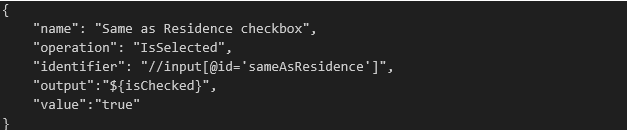 {
    "name": "Same as Residence checkbox",
    "operation": "IsSelected",
    "identifier": "//input[@id='sameAsResidence']",
    "output":"${isChecked}",
    "value":"true"
}